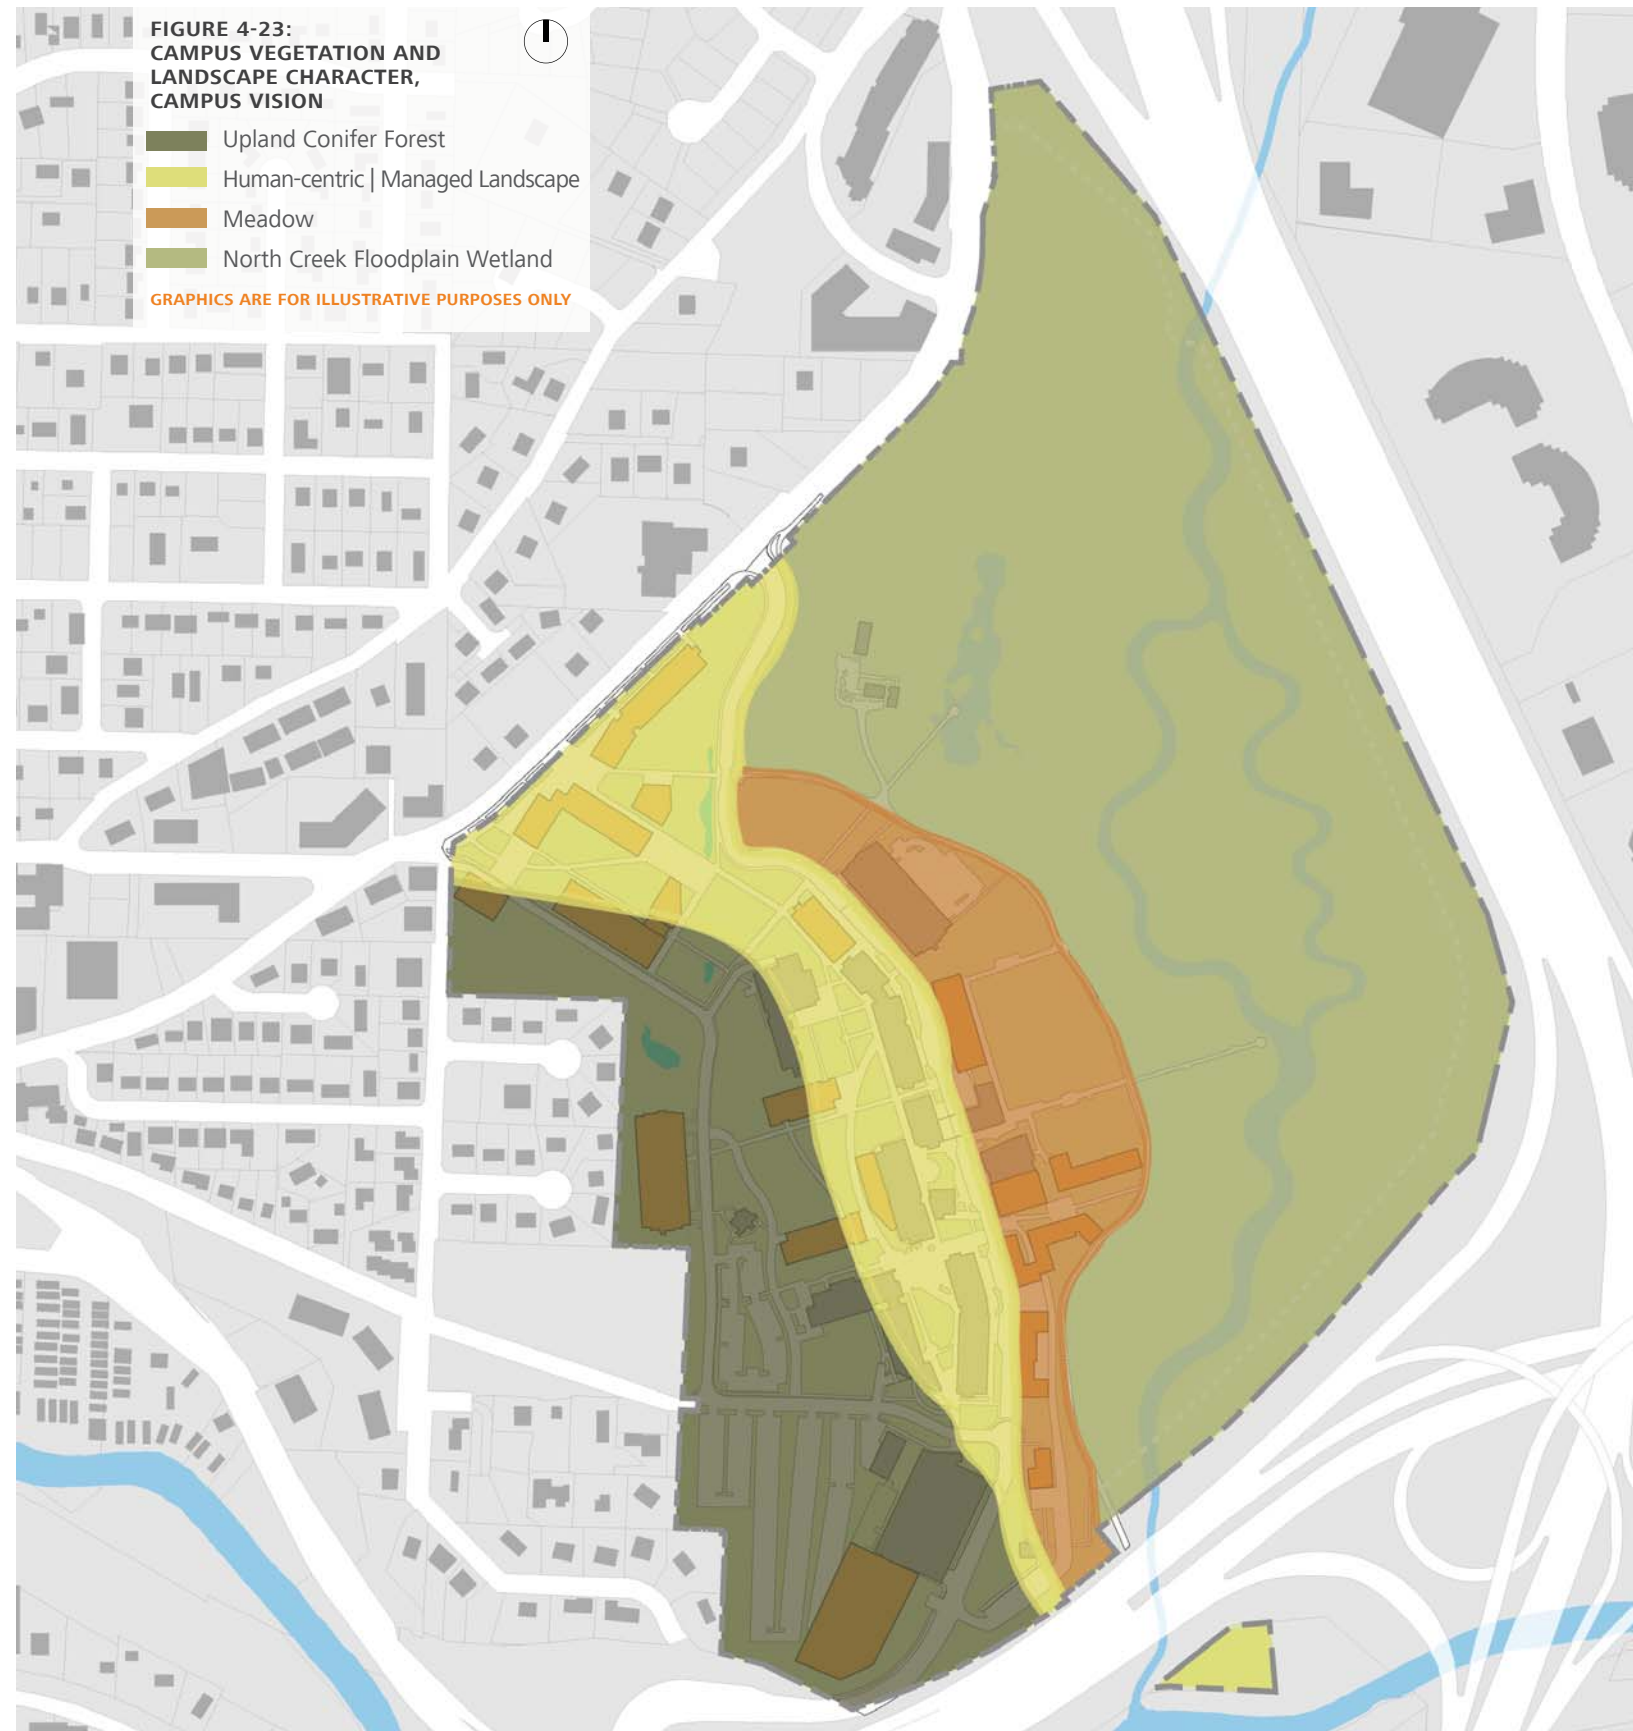 FIGURE 4-23:
CAMPUS VEGETATION AND
LANDSCAPE CHARACTER,
CAMPUS VISION
Upland Conifer Forest
Human-centric | Managed Landscape
Meadow
North Creek Floodplain Wetland
GRAPHICS ARE FOR ILLUSTRATIVE PURPOSES ONLY